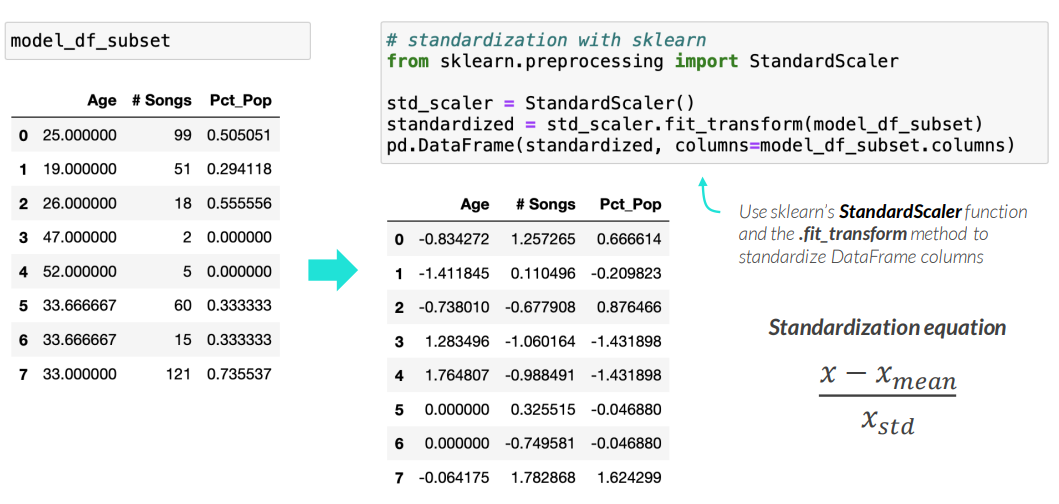 model_df_subset
Age # Songs Pct_Pop
0 25.000000 99 0.505051
1 19.000000 51 0.294118
2 26.000000 18 0.555556
3 47.000000 2 0.000000
4 52.000000 5 0.000000
5 33.666667 60 0.333333
6 33.666667 15 0.333333
7 33.000000 121 0.735537
# standardization with sklearn
from sklearn.preprocessing import StandardScaler
std_scaler = StandardScaler()
standardized = std_scaler.fit_transform(model_df_subset)
pd.DataFrame(standardized, columns=model_df_subset.columns)
Age # Songs Pct_Pop
0 -0.834272 1.257265 0.666614
1 -1.411845 0.110496 -0.209823
2 -0.738010 -0.677908 0.876466
3 1.283496 -1.060164 -1.431898
4 1.764807 -0.988491 -1.431898
5 0.000000 0.325515 -0.046880
6 0.000000 -0.749581 -0.046880
7 -0.064175 1.782868 1.624299
Use sklearn's StandardScaler function
and the .fit_transform method to
standardize DataFrame columns
Standardization equation
x − x_mean
x_std